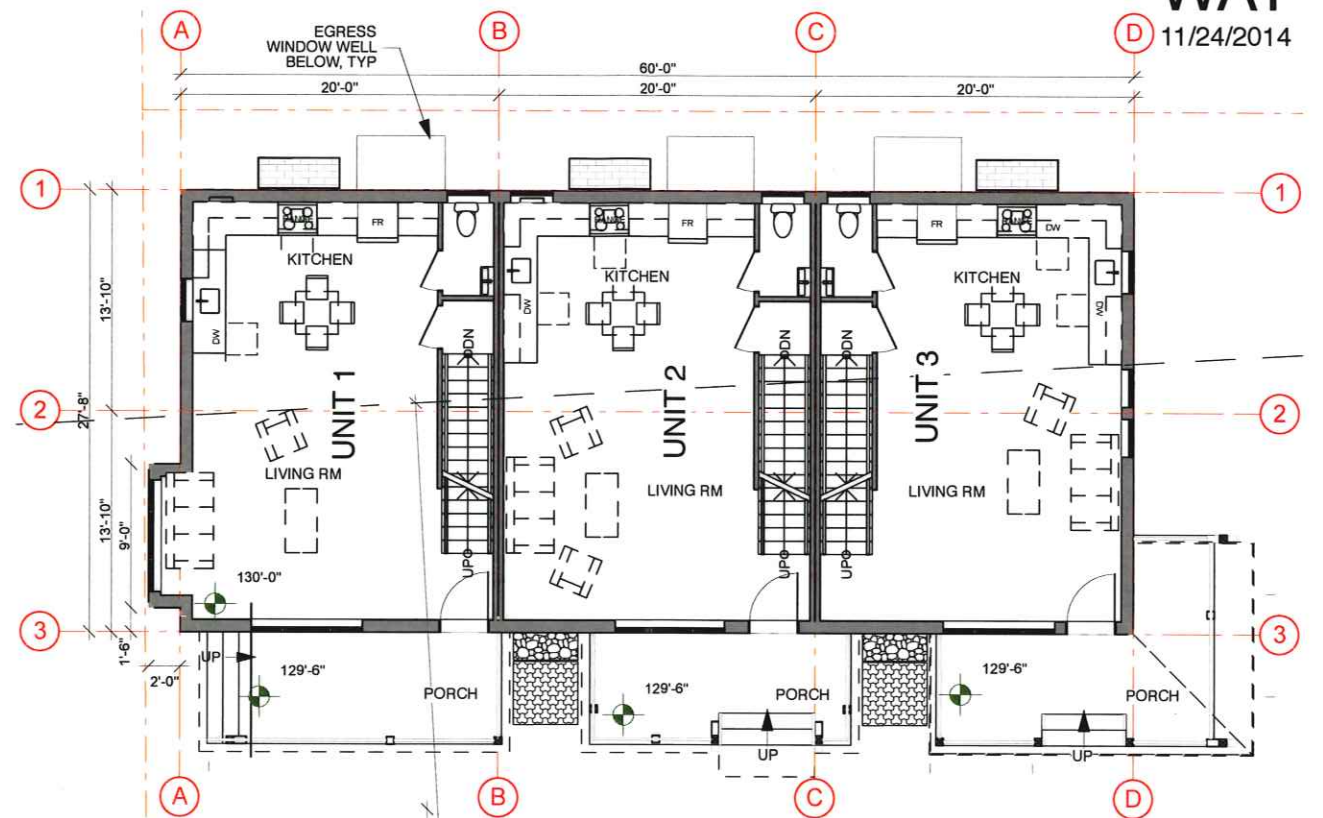 WAY
11/24/2014
A
B
C
D
EGRESS
WINDOW WELL
BELOW, TYP
60'-0"
20'-0"
20'-0"
20'-0"
1
1
FR
RANGE
FR
RANGE
FR
RANGE
DW
KITCHEN
KITCHEN
KITCHEN
13'-10"
DW
DW
DW
DN
DN
DN
27'-8"
2
2
UNIT 1
UNIT 2
UNIT 3
LIVING RM
LIVING RM
LIVING RM
13'-10"
9'-0"
UP
UP
UP
130'-0"
3
3
1'-6"
2'-0"
UP
129'-6"
PORCH
129'-6"
PORCH
UP
129'-6"
PORCH
UP
A
B
C
D